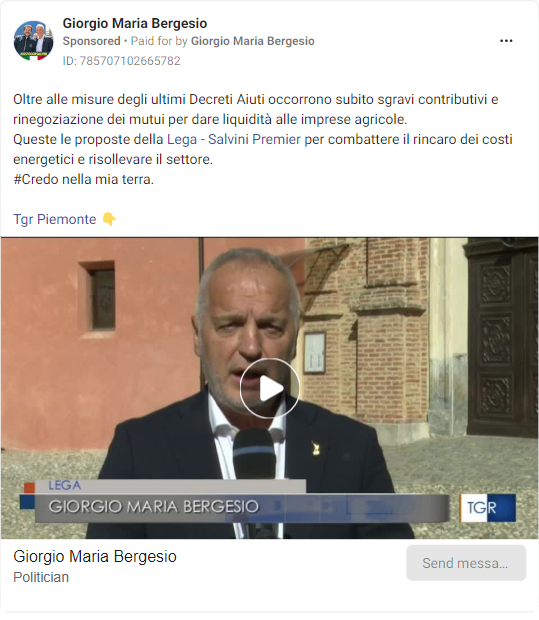 Giorgio Maria Bergesio
Sponsored • Paid for by Giorgio Maria Bergesio
ID: 785707102665782
Oltre alle misure degli ultimi Decreti Aiuti occorrono subito sgravi contributivi e
rinegoziazione dei mutui per dare liquidità alle imprese agricole.
Queste le proposte della Lega - Salvini Premier per combattere il rincaro dei costi
energetici e risollevare il settore.
#Credo nella mia terra.
Tgr Piemonte 👇
LEGA
GIORGIO MARIA BERGESIO
TGR
Giorgio Maria Bergesio
Politician
Send messa...